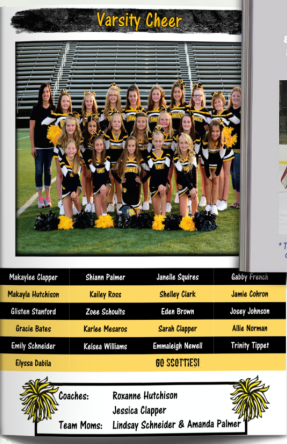 Varsity Cheer
Makaylee Clapper Shiann Palmer Janelle Squires Gabby French
Makayla Hutchison Kailey Ross Shelley Clark Jamie Cohron
Glisten Stanford Zoee Schoults Eden Brown Josey Johnson
Gracie Bates Karlee Mesaros Sarah Clapper Allie Norman
Emily Schneider Kelsea Williams Emmaleigh Newell Trinity Tippet
Elyssa Dabila GO SCOTTIES!
Coaches: Roxanne Hutchison
Jessica Clapper
Team Moms: Lindsay Schneider & Amanda Palmer